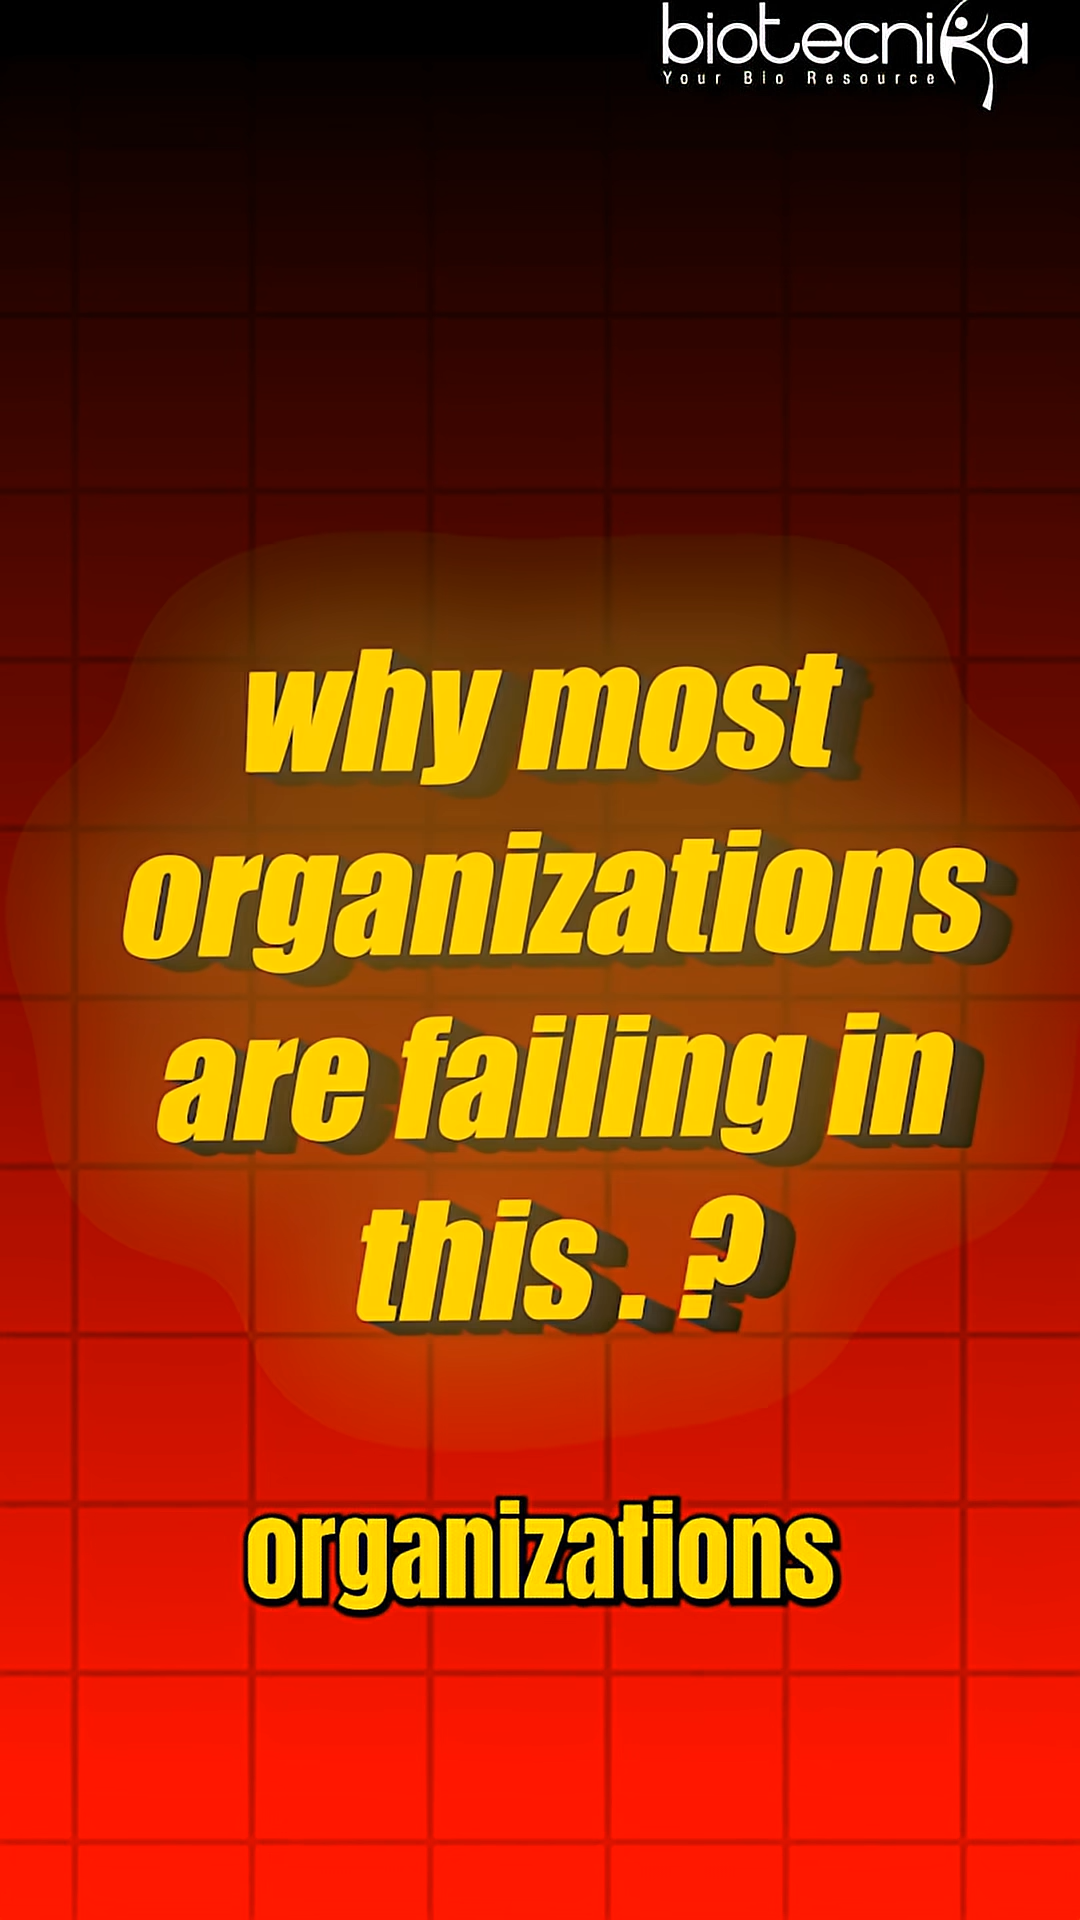 biotecnika
Your Bio Resource
why most
organizations
are failing in
this . ?
organizations